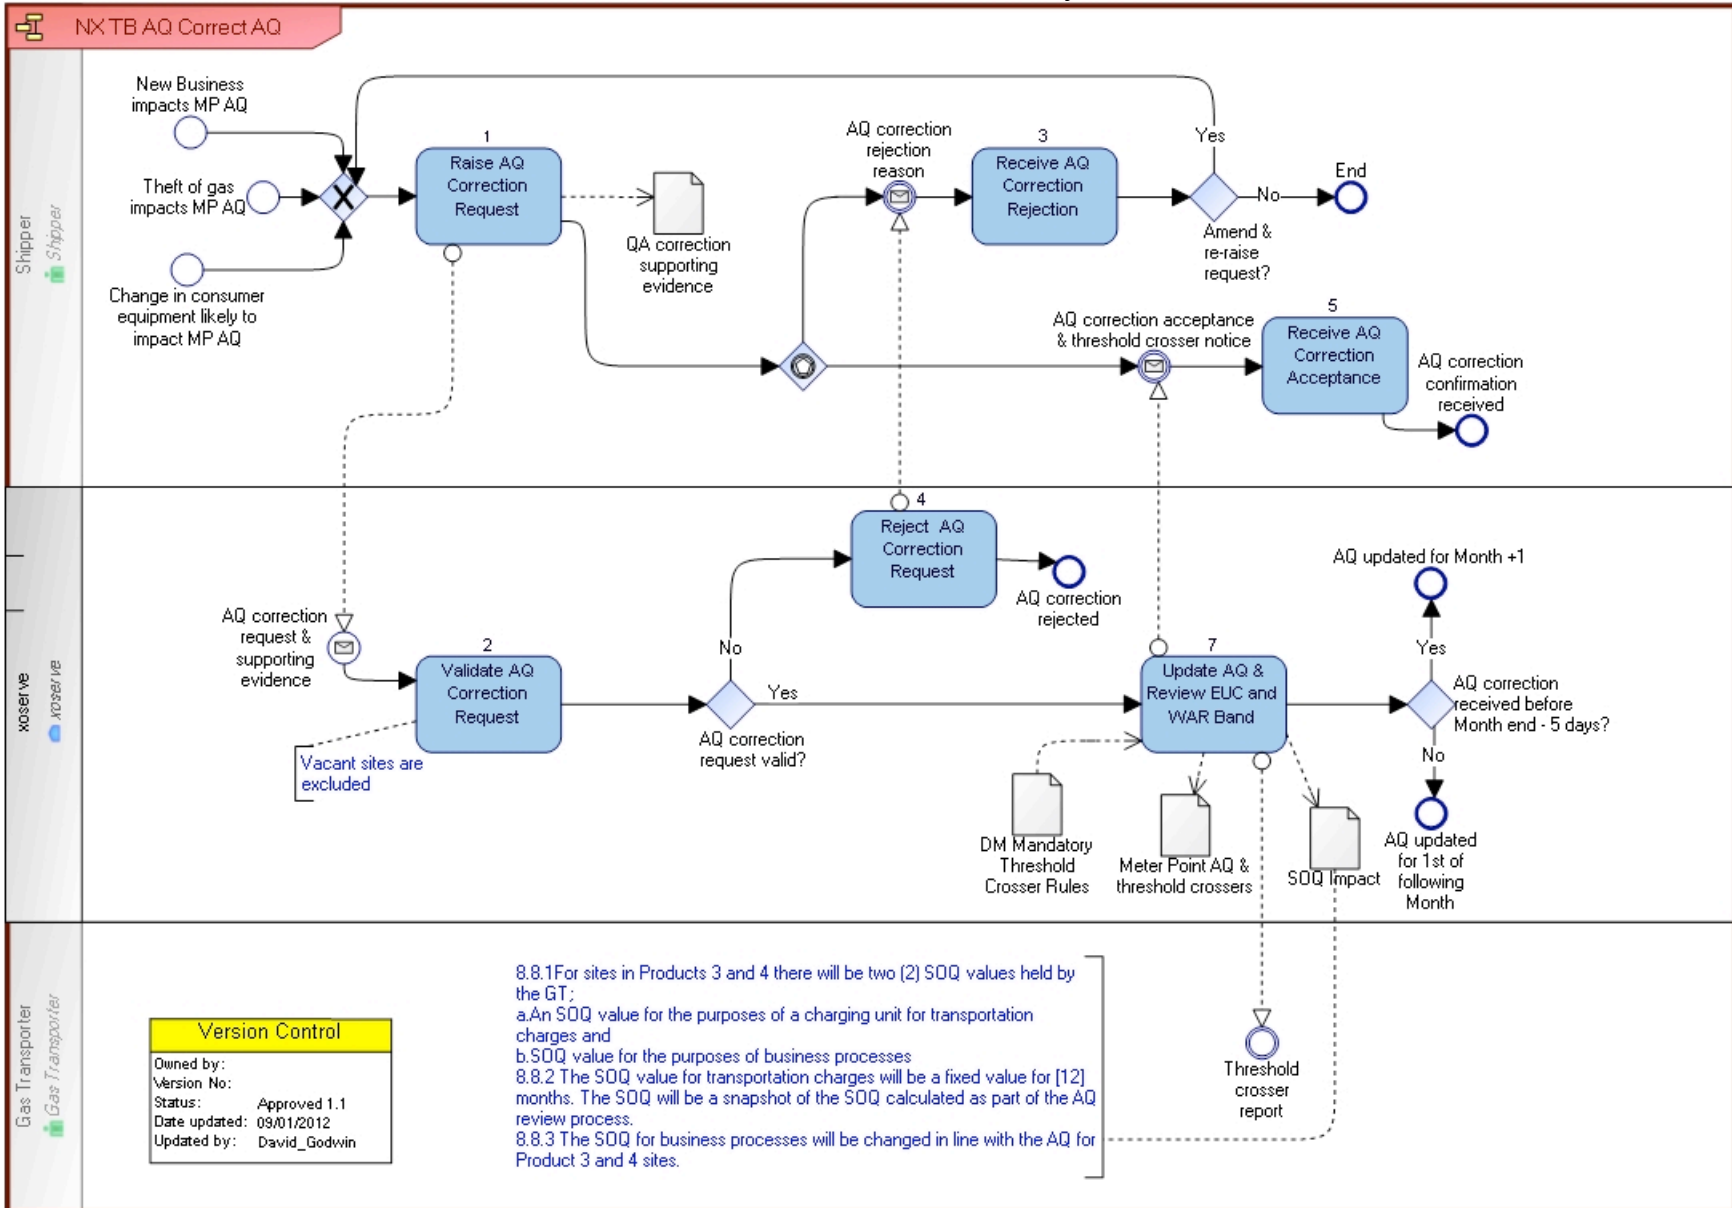 NX TB AQ Correct AQ
Shipper
Shipper
New Business
impacts MP AQ
Theft of gas
impacts MP AQ
Change in consumer
equipment likely to
impact MP AQ
1
Raise AQ
Correction
Request
QA correction
supporting
evidence
AQ correction
rejection
reason
3
Receive AQ
Correction
Rejection
Yes
No
End
Amend &
re-raise
request?
AQ correction acceptance
& threshold crosser notice
5
Receive AQ
Correction
Acceptance
AQ correction
confirmation
received
xoserve
xoserve
AQ correction
request &
supporting
evidence
2
Validate AQ
Correction
Request
Vacant sites are
excluded
No
Yes
AQ correction
request valid?
4
Reject AQ
Correction
Request
AQ correction
rejected
7
Update AQ &
Review EUC and
WAR Band
DM Mandatory
Threshold
Crosser Rules
Meter Point AQ &
threshold crossers
SOQ Impact
AQ updated for Month +1
Yes
AQ correction
received before
Month end - 5 days?
No
AQ updated
for 1st of
following
Month
Gas Transporter
Gas Transporter
Version Control
Owned by:
Version No:
Status: Approved 1.1
Date updated: 09/01/2012
Updated by: David_Godwin
8.8.1For sites in Products 3 and 4 there will be two (2) SOQ values held by
the GT;
a.An SOQ value for the purposes of a charging unit for transportation
charges and
b.SOQ value for the purposes of business processes
8.8.2 The SOQ value for transportation charges will be a fixed value for [12]
months. The SOQ will be a snapshot of the SOQ calculated as part of the AQ
review process.
8.8.3 The SOQ for business processes will be changed in line with the AQ for
Product 3 and 4 sites.
Threshold
crosser
report